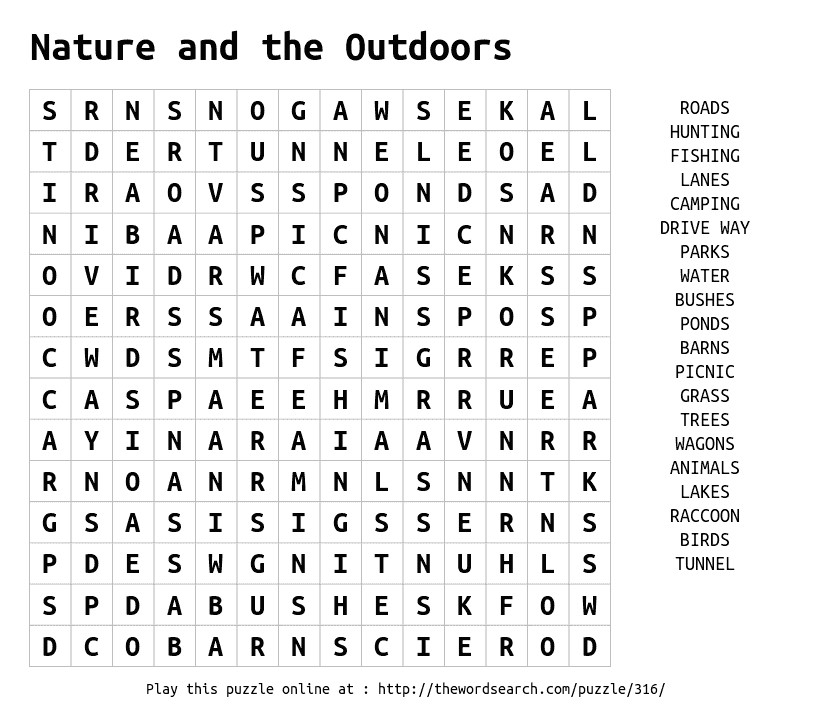 Nature and the Outdoors
S R N S N O G A W S E K A L
T D E R T U N N E L E O E L
I R A O V S S P O N D S A D
N I B A A P I C N I C N R N
O V I D R W C F A S E K S S
O E R S S A A I N S P O S P
C W D S M T F S I G R R E P
C A S P A E E H M R R U E A
A Y I N A R A I A A V N R R
R N O A N R M N L S N N T K
G S A S I S I G S S E R N S
P D E S W G N I T N U H L S
S P D A B U S H E S K F O W
D C O B A R N S C I E R O D
ROADS
HUNTING
FISHING
LANES
CAMPING
DRIVE WAY
PARKS
WATER
BUSHES
PONDS
BARNS
PICNIC
GRASS
TREES
WAGONS
ANIMALS
LAKES
RACCOON
BIRDS
TUNNEL
Play this puzzle online at : http://thewordsearch.com/puzzle/316/